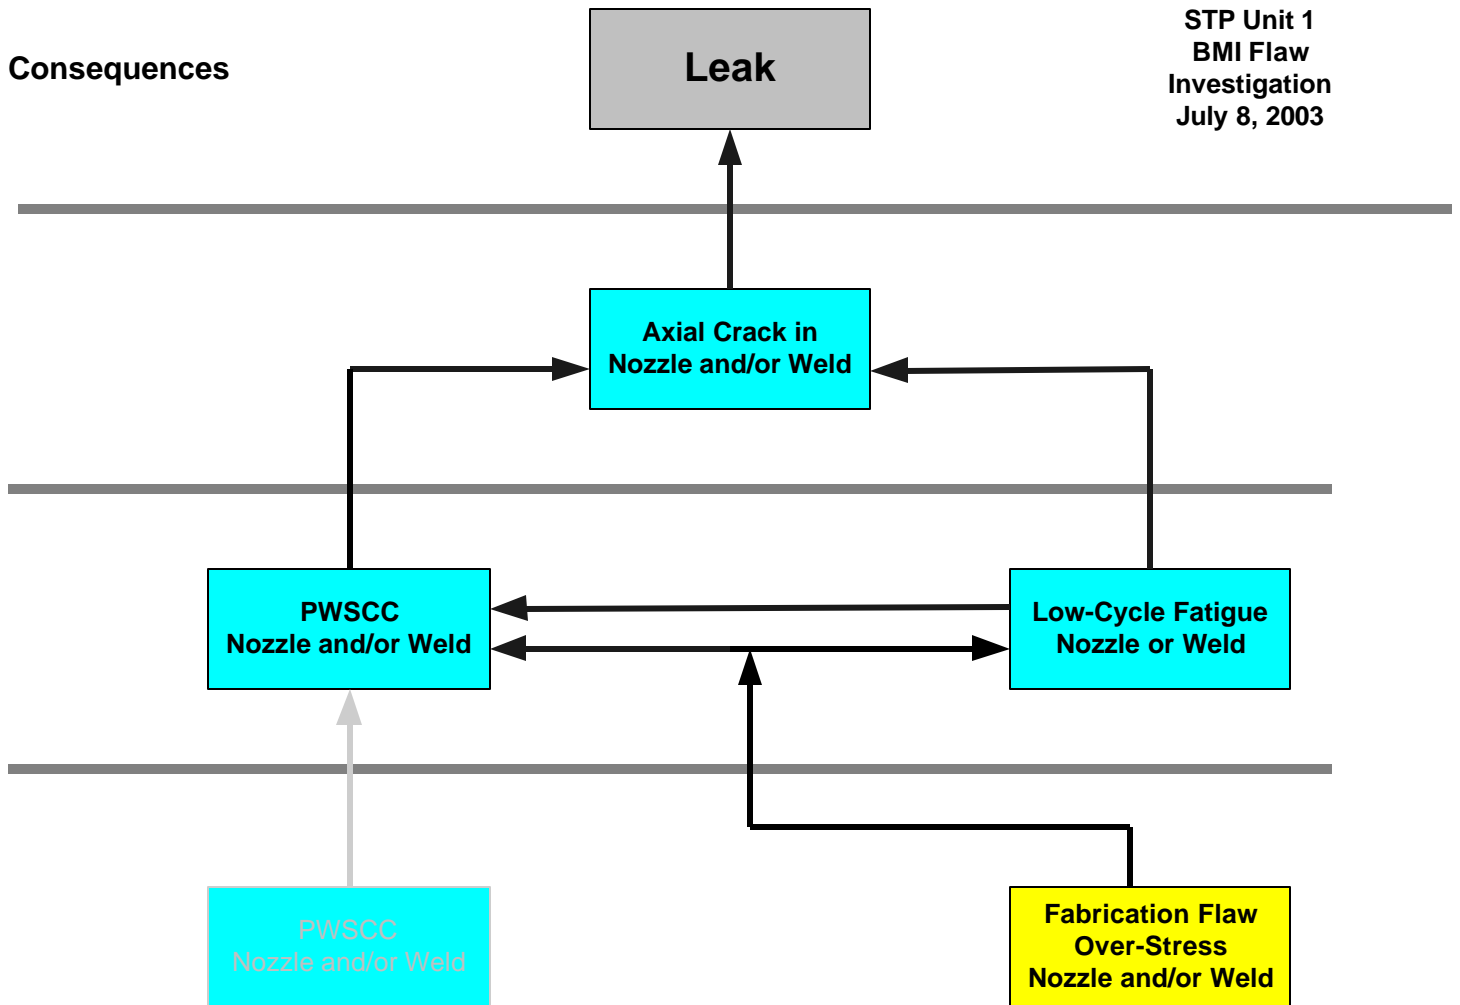 Consequences
Leak
STP Unit 1
BMI Flaw
Investigation
July 8, 2003
Axial Crack in
Nozzle and/or Weld
PWSCC
Nozzle and/or Weld
Low-Cycle Fatigue
Nozzle or Weld
PWSCC
Nozzle and/or Weld
Fabrication Flaw
Over-Stress
Nozzle and/or Weld